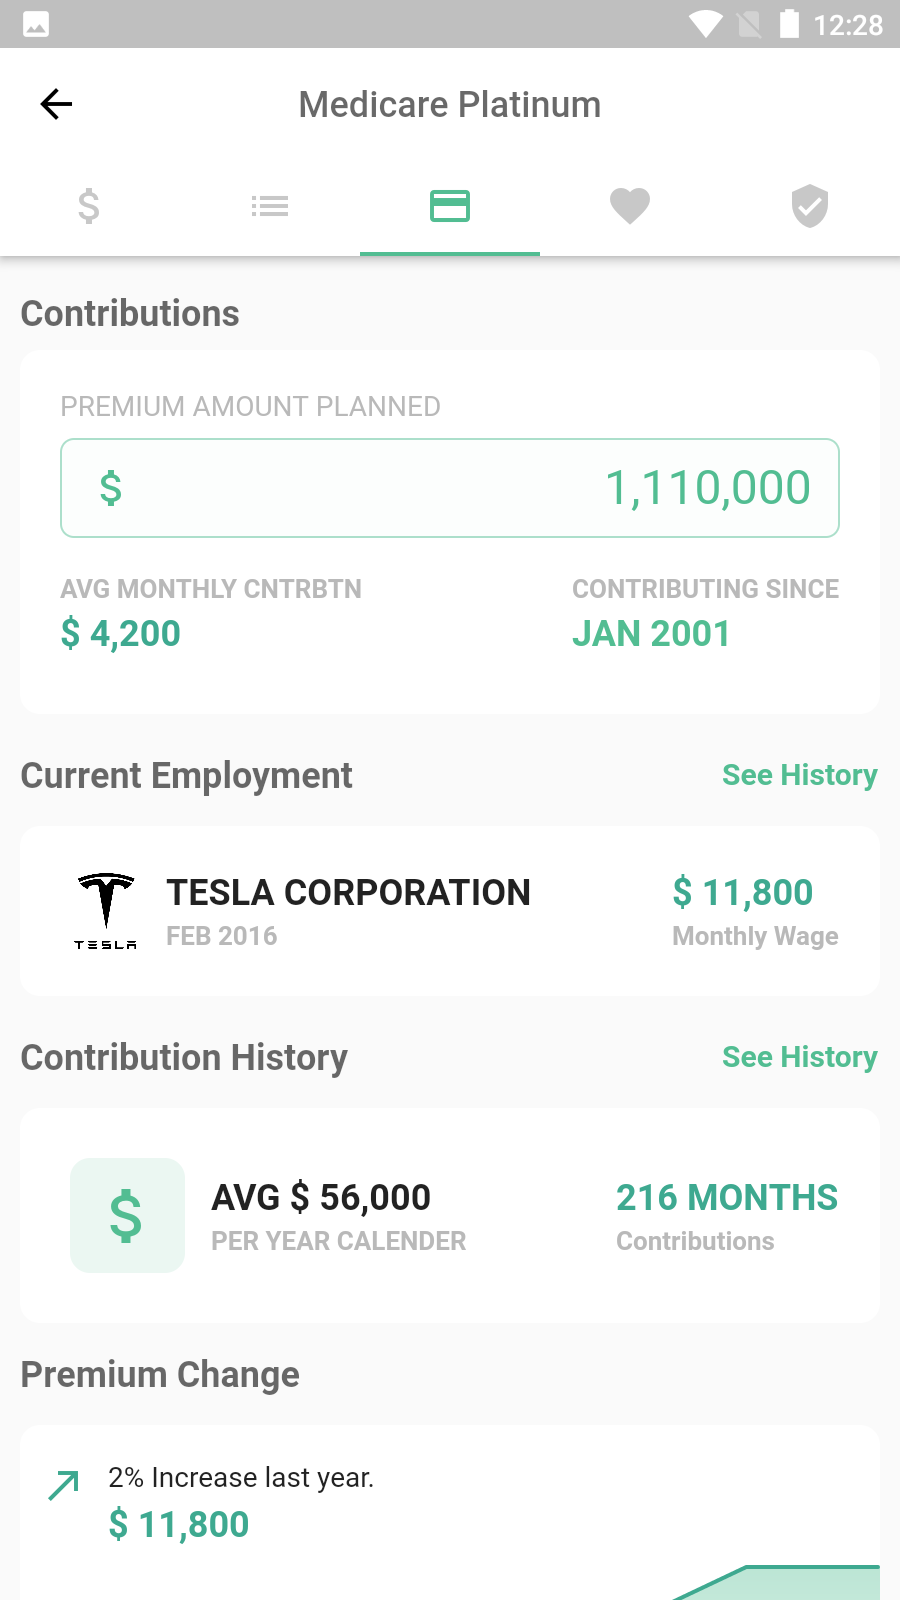 12:28
Medicare Platinum
Contributions
PREMIUM AMOUNT PLANNED
$ 1,110,000
AVG MONTHLY CNTRBTN
CONTRIBUTING SINCE
$ 4,200
JAN 2001
Current Employment
See History
TESLA
TESLA CORPORATION
$ 11,800
FEB 2016
Monthly Wage
Contribution History
See History
$
AVG $ 56,000
216 MONTHS
PER YEAR CALENDER
Contributions
Premium Change
2% Increase last year.
$ 11,800